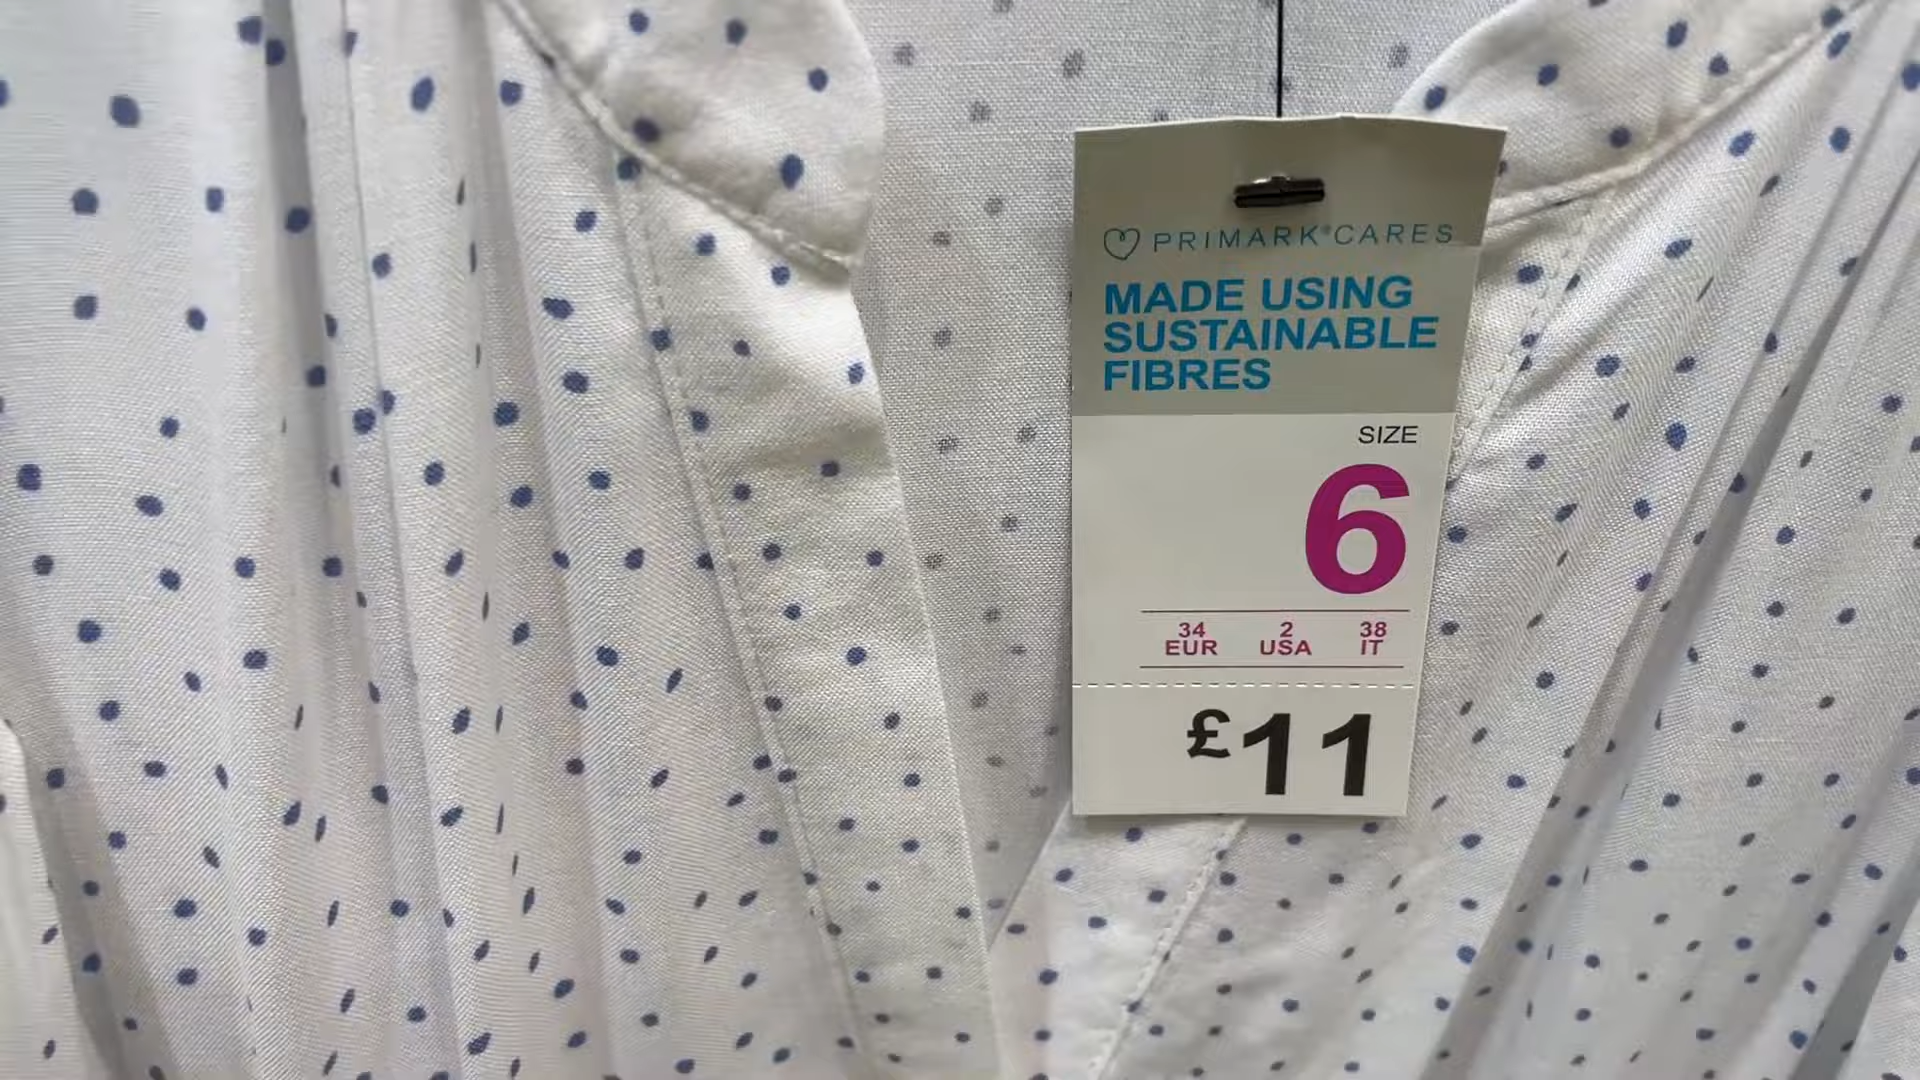 PRIMARK®CARES
MADE USING
SUSTAINABLE
FIBRES
SIZE
6
34 2 38
EUR USA IT
£11